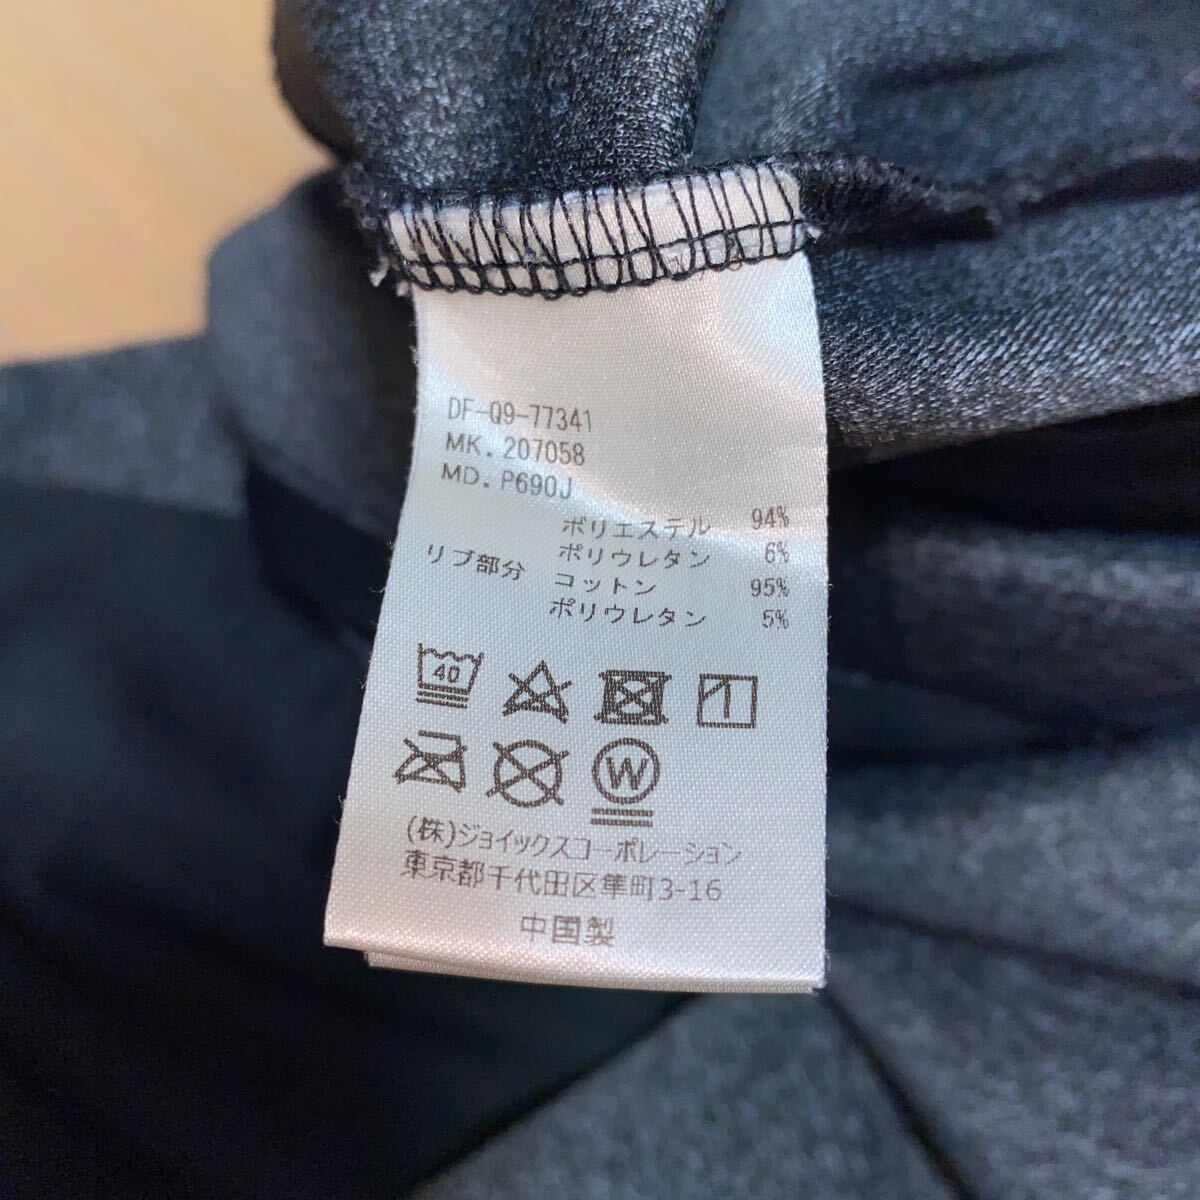 DF-Q9-77341
MK. 207058
MD. P690J
ポリエステル 94%
ポリウレタン 6%
リブ部分 コットン 95%
ポリウレタン 5%
40
W
(株)ジョイックスコーポレーション
東京都千代田区隼町3-16
中国製